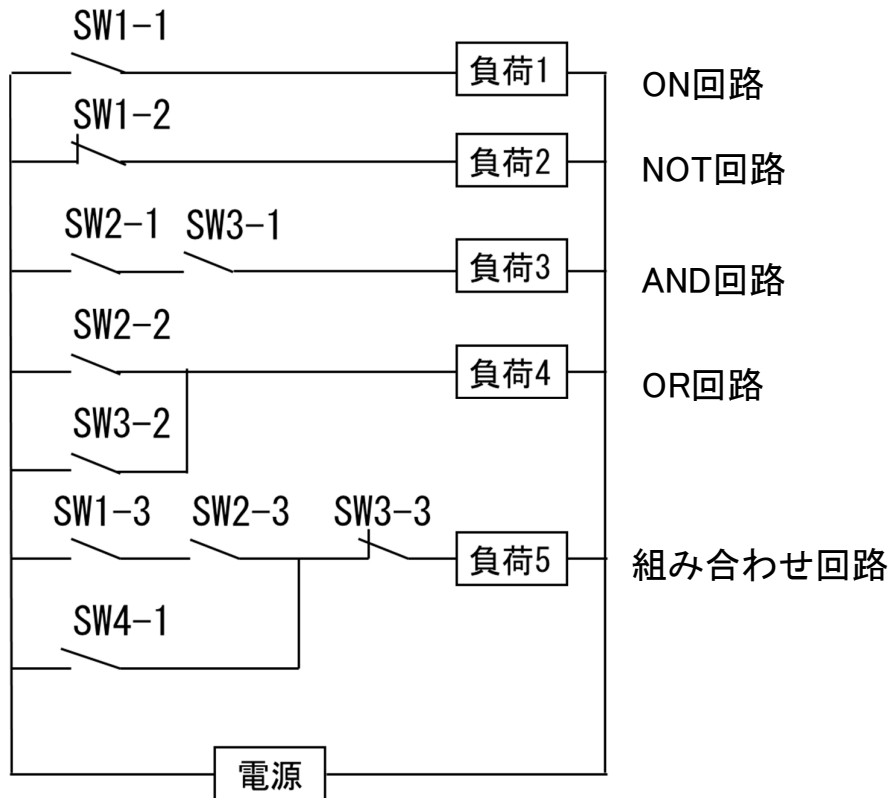 SW1-1
負荷1
ON回路
SW1-2
負荷2
NOT回路
SW2-1 SW3-1
負荷3
AND回路
SW2-2
負荷4
OR回路
SW3-2
SW1-3 SW2-3 SW3-3
負荷5
組み合わせ回路
SW4-1
電源